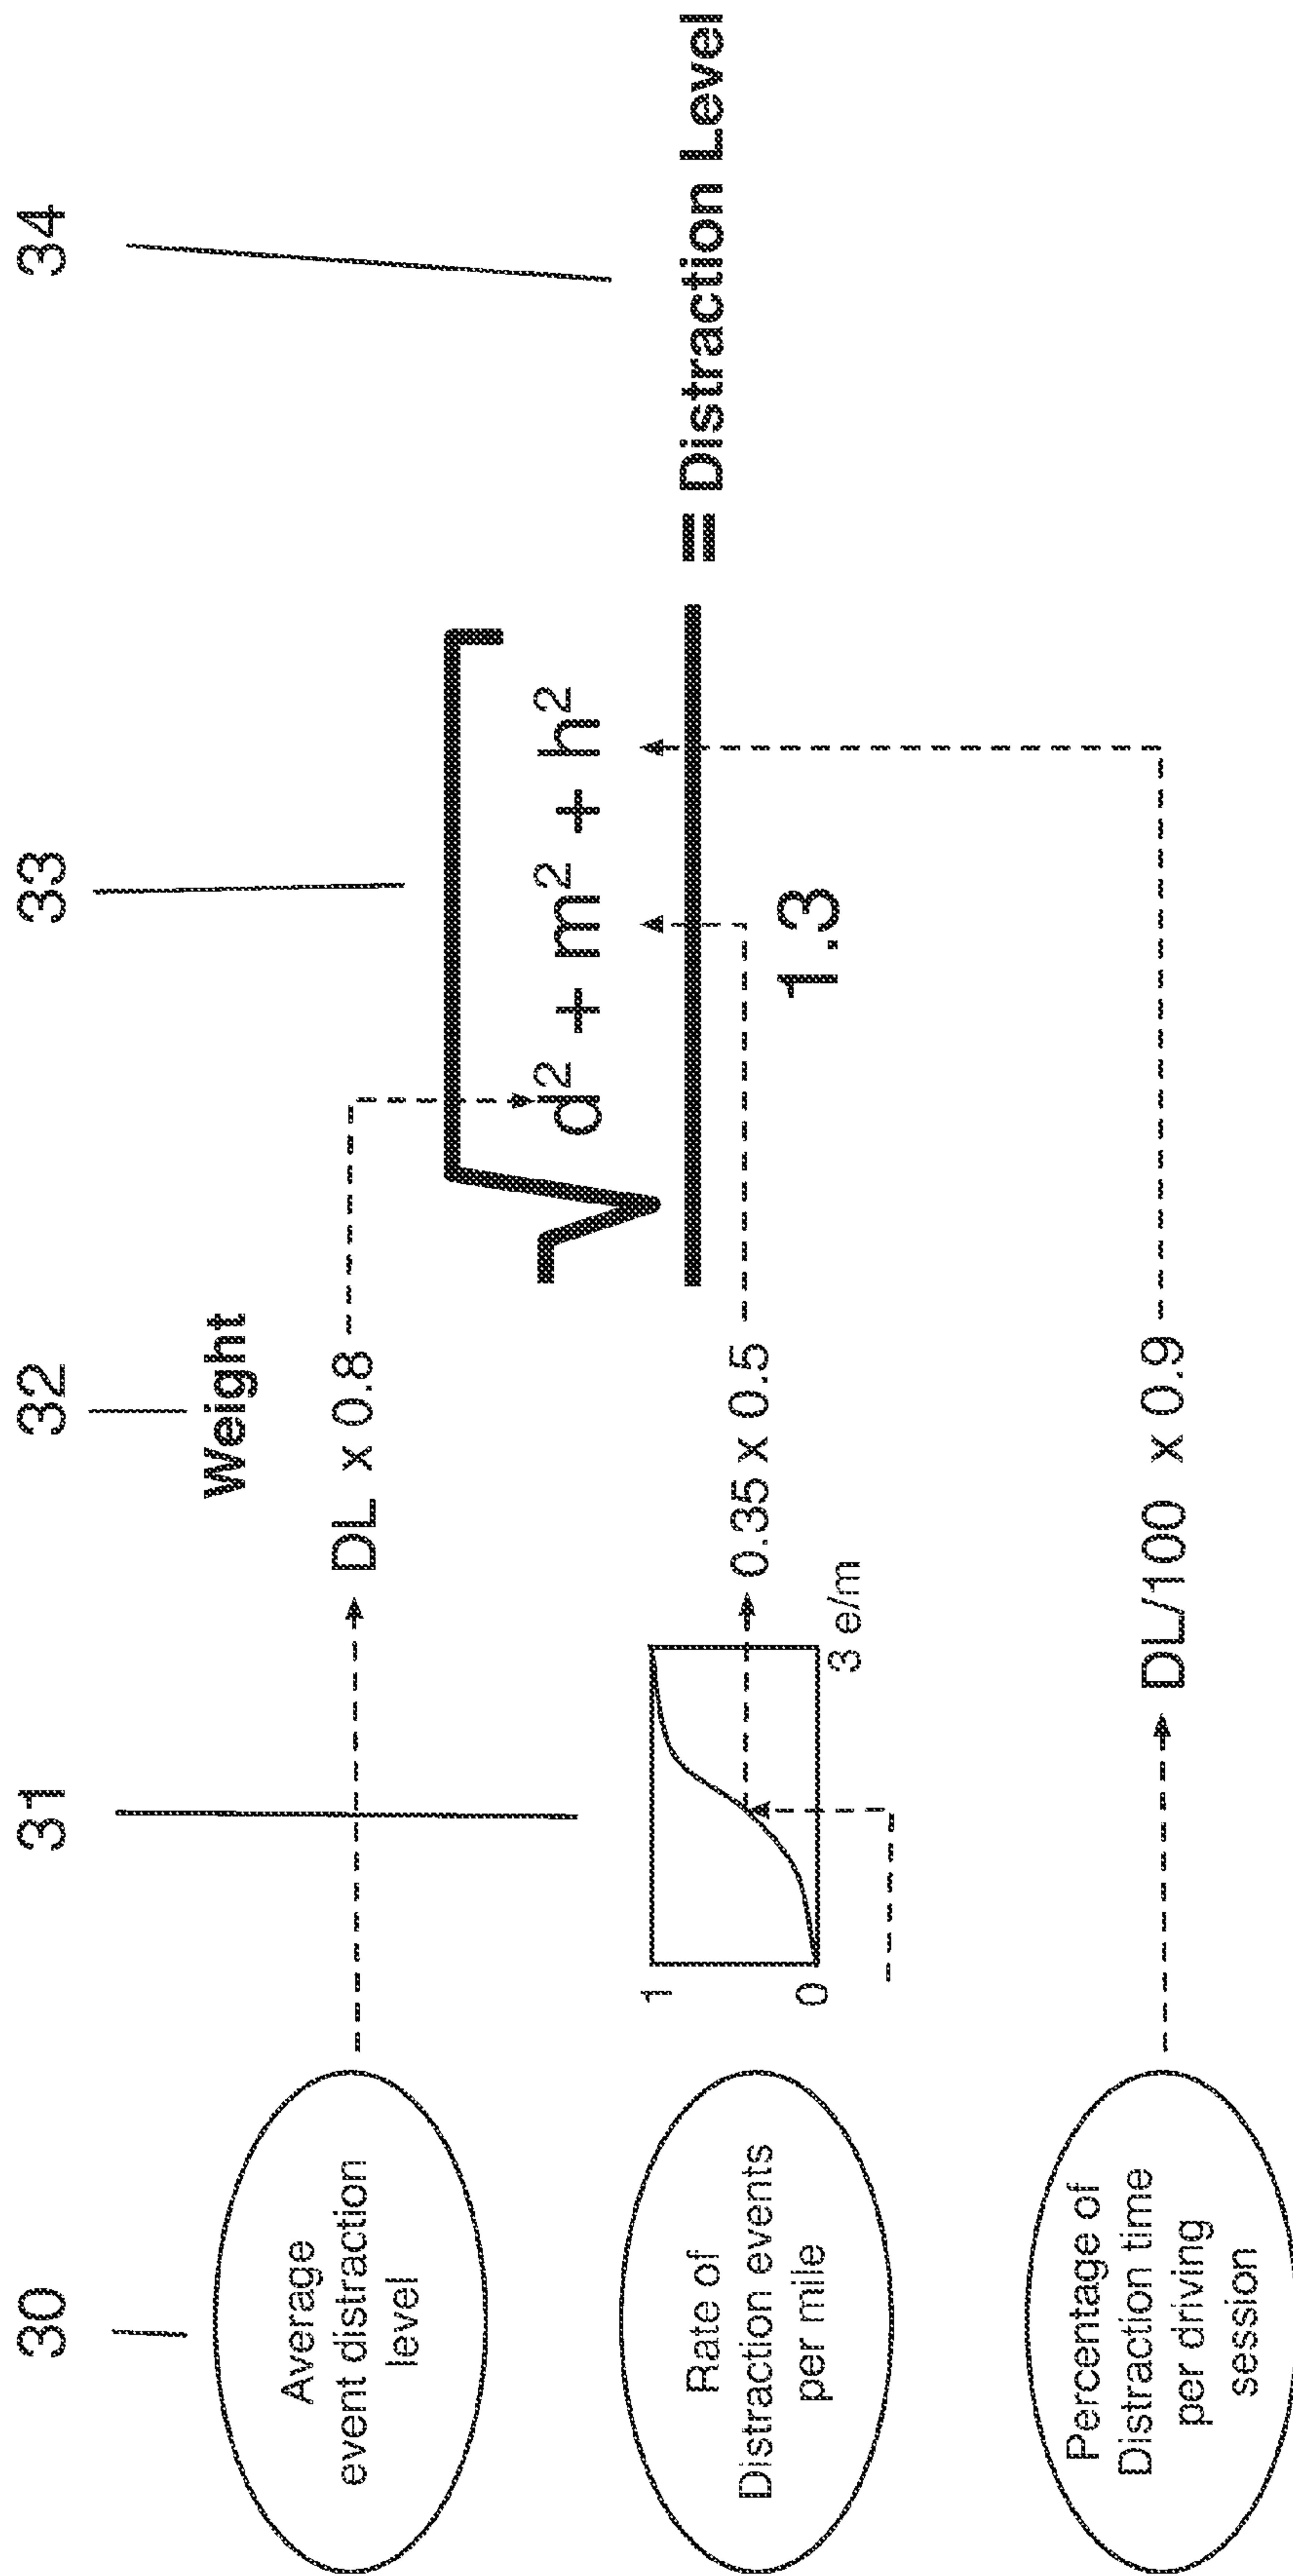 30
31
32
33
34
Weight
Average
event distraction
level
DL x 0.8
d² + m² + h²
1.3
= Distraction Level
Rate of
Distraction events
per mile
1
0
3 e/m
0.35 x 0.5
Percentage of
Distraction time
per driving
session
DL/100 x 0.9